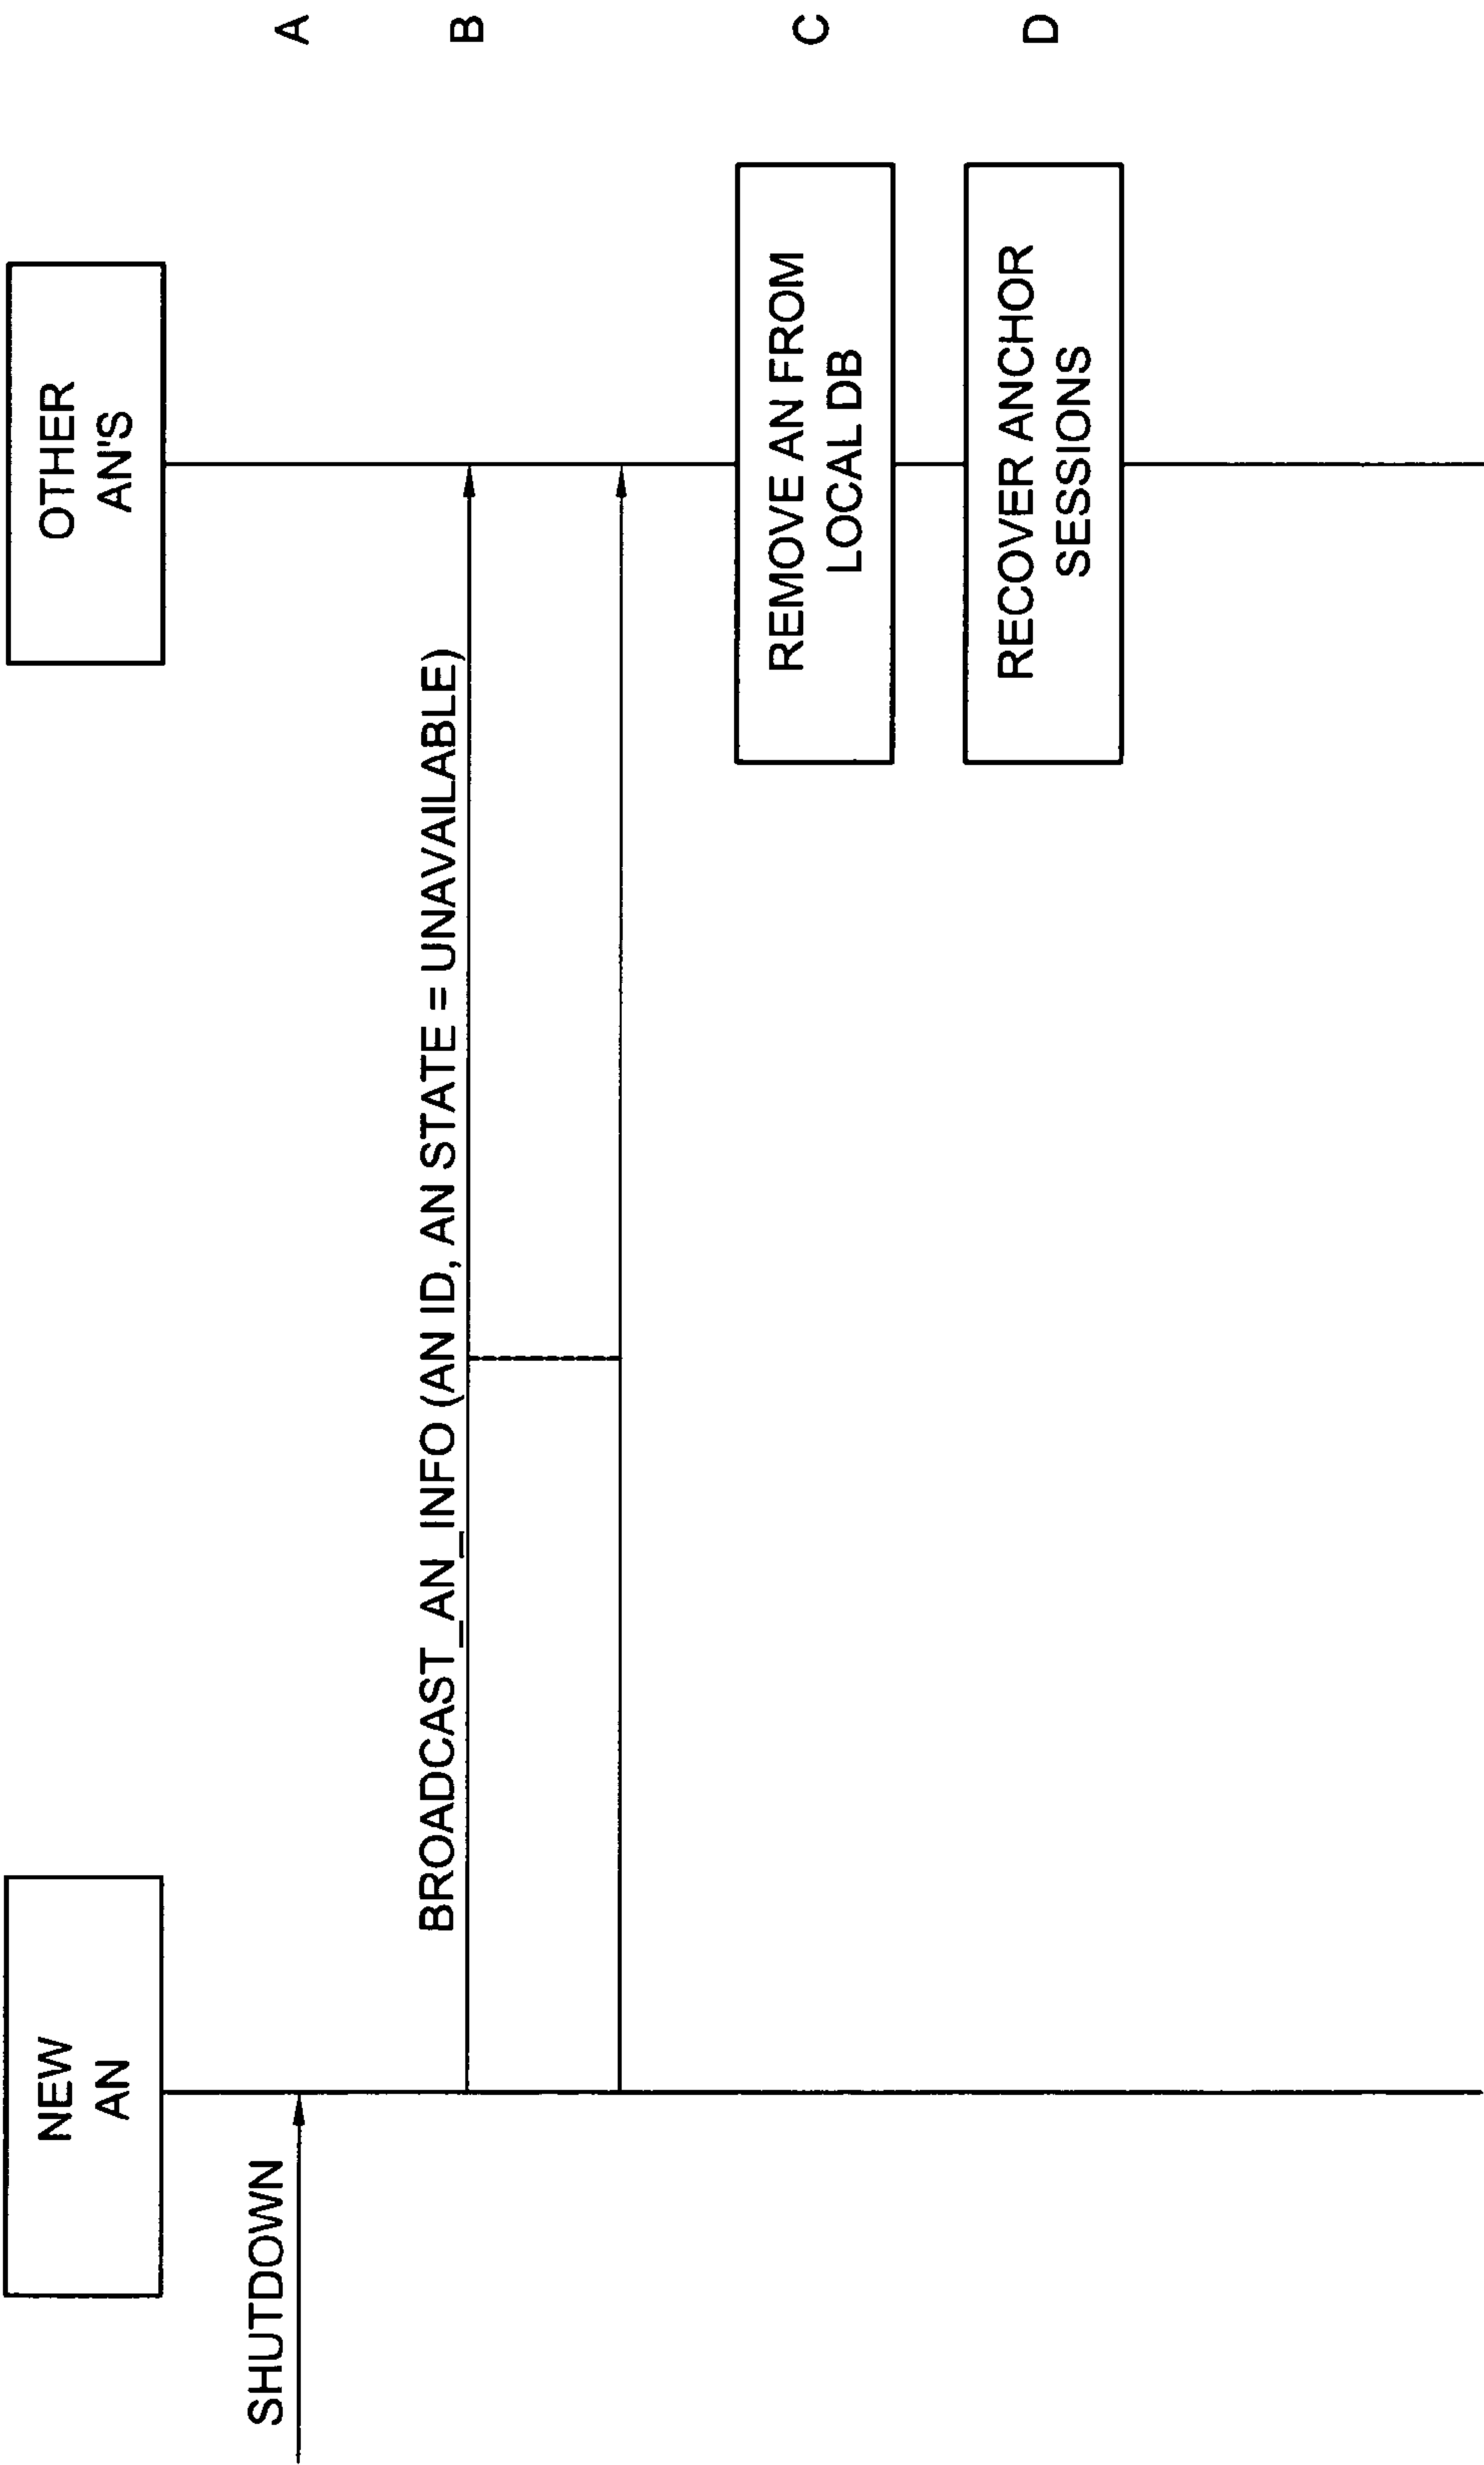 NEW
AN
OTHER
AN'S
SHUTDOWN
A
BROADCAST_AN_INFO (AN ID, AN STATE = UNAVAILABLE)
B
REMOVE AN FROM
LOCAL DB
C
RECOVER ANCHOR
SESSIONS
D